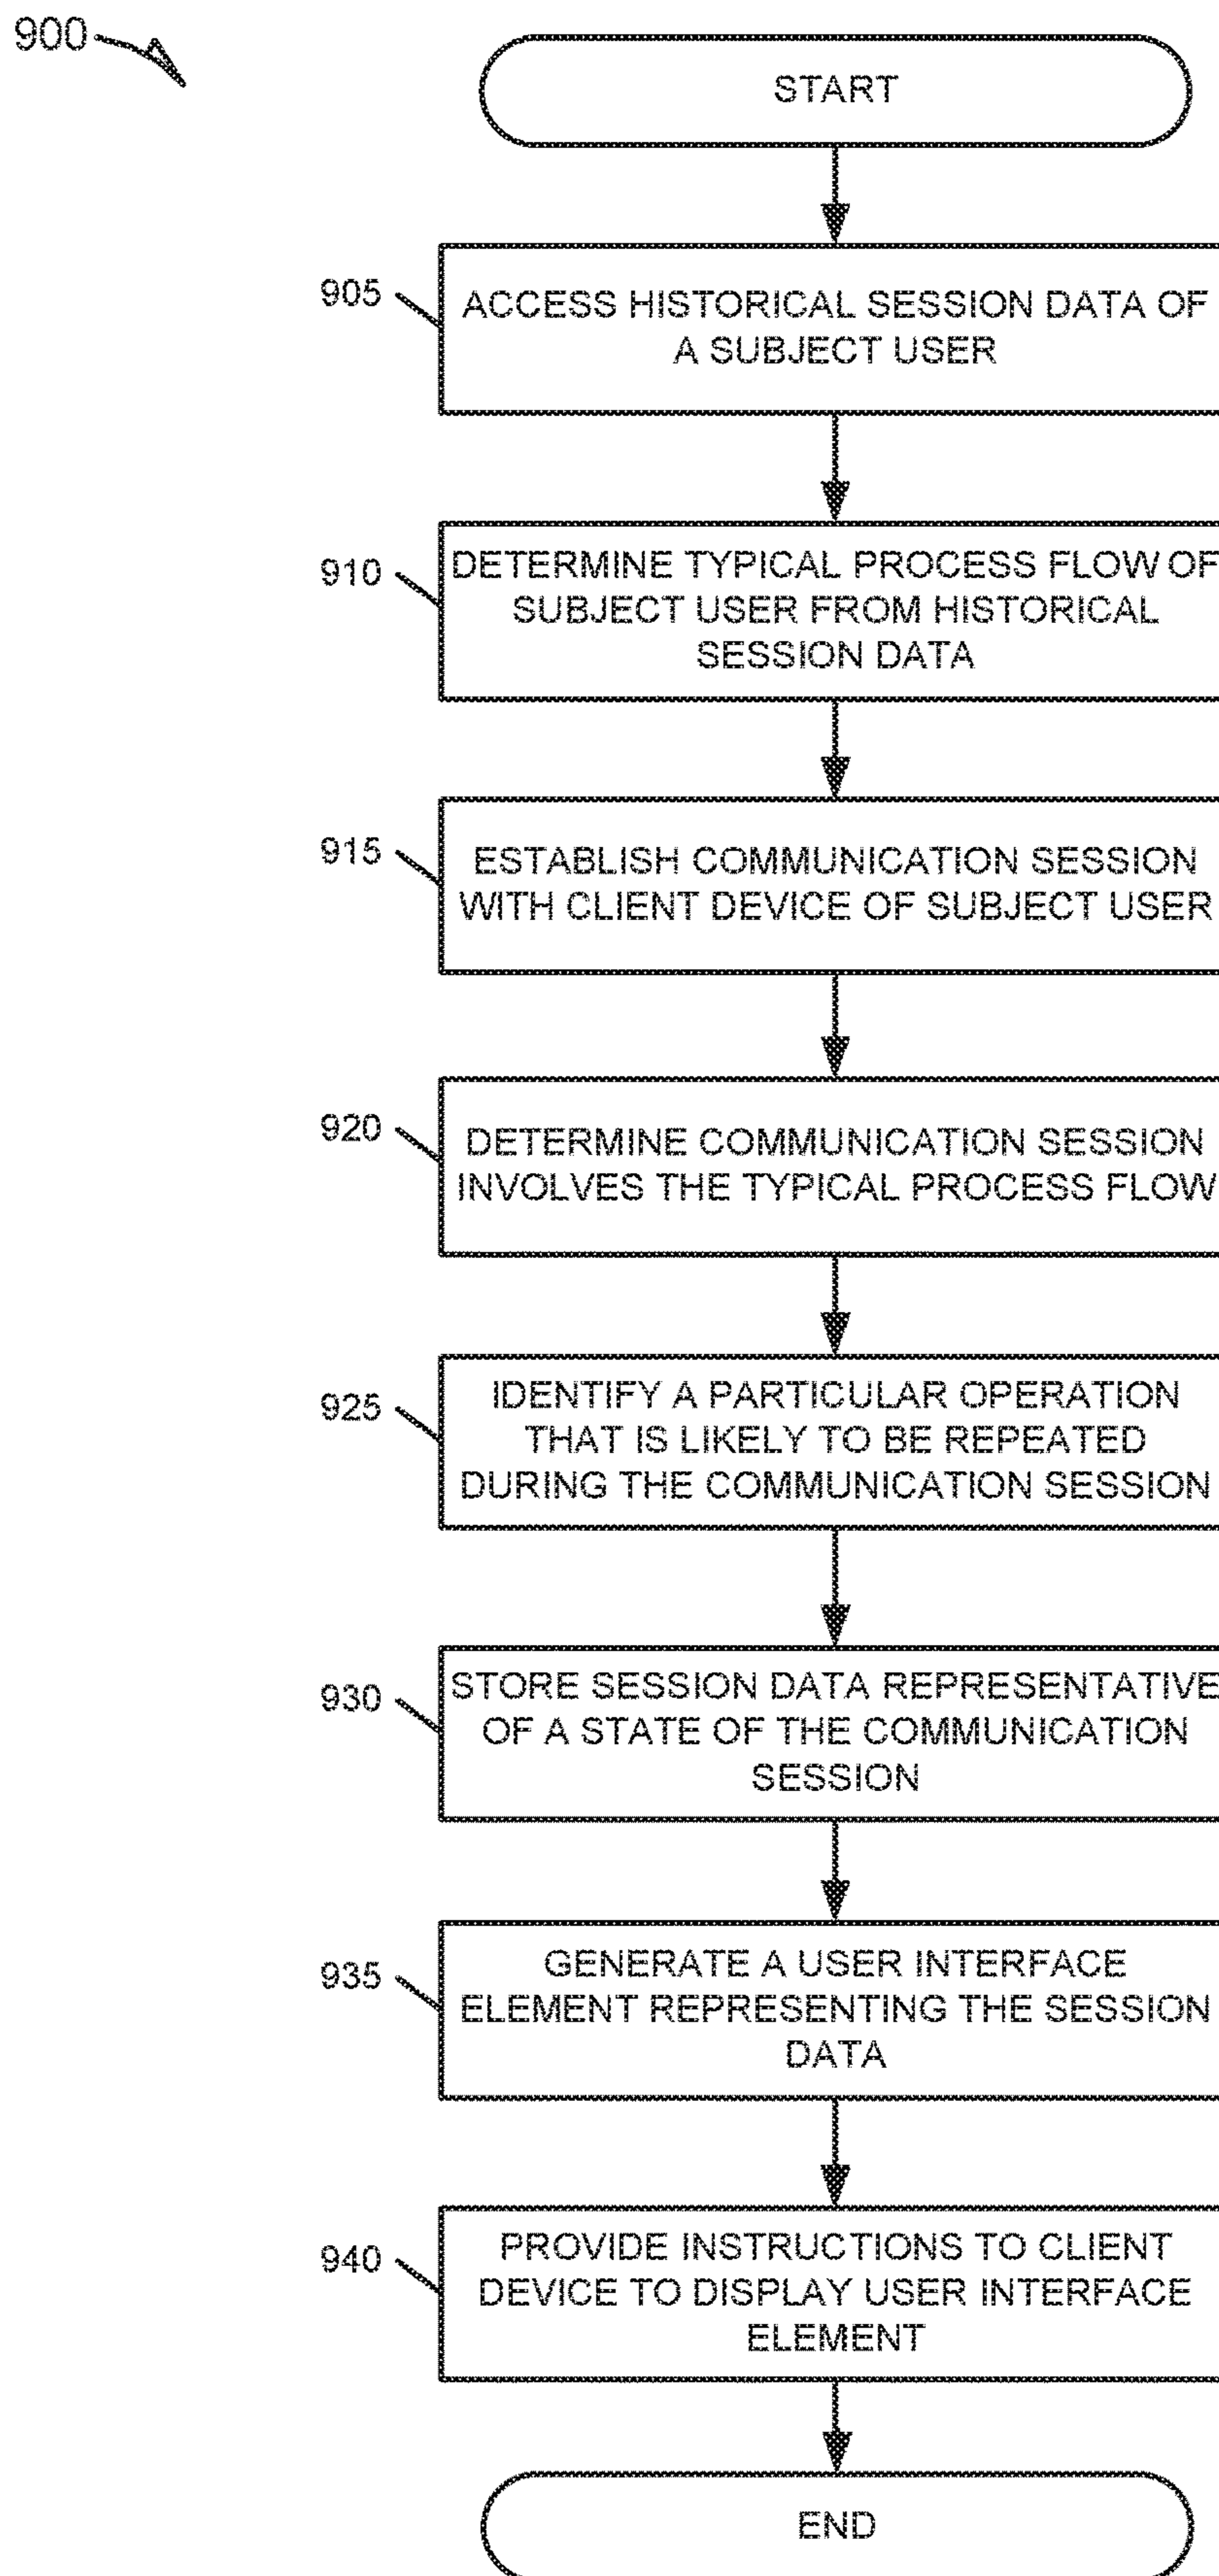 900
START
905
ACCESS HISTORICAL SESSION DATA OF
A SUBJECT USER
910
DETERMINE TYPICAL PROCESS FLOW OF
SUBJECT USER FROM HISTORICAL
SESSION DATA
915
ESTABLISH COMMUNICATION SESSION
WITH CLIENT DEVICE OF SUBJECT USER
920
DETERMINE COMMUNICATION SESSION
INVOLVES THE TYPICAL PROCESS FLOW
925
IDENTIFY A PARTICULAR OPERATION
THAT IS LIKELY TO BE REPEATED
DURING THE COMMUNICATION SESSION
930
STORE SESSION DATA REPRESENTATIVE
OF A STATE OF THE COMMUNICATION
SESSION
935
GENERATE A USER INTERFACE
ELEMENT REPRESENTING THE SESSION
DATA
940
PROVIDE INSTRUCTIONS TO CLIENT
DEVICE TO DISPLAY USER INTERFACE
ELEMENT
END